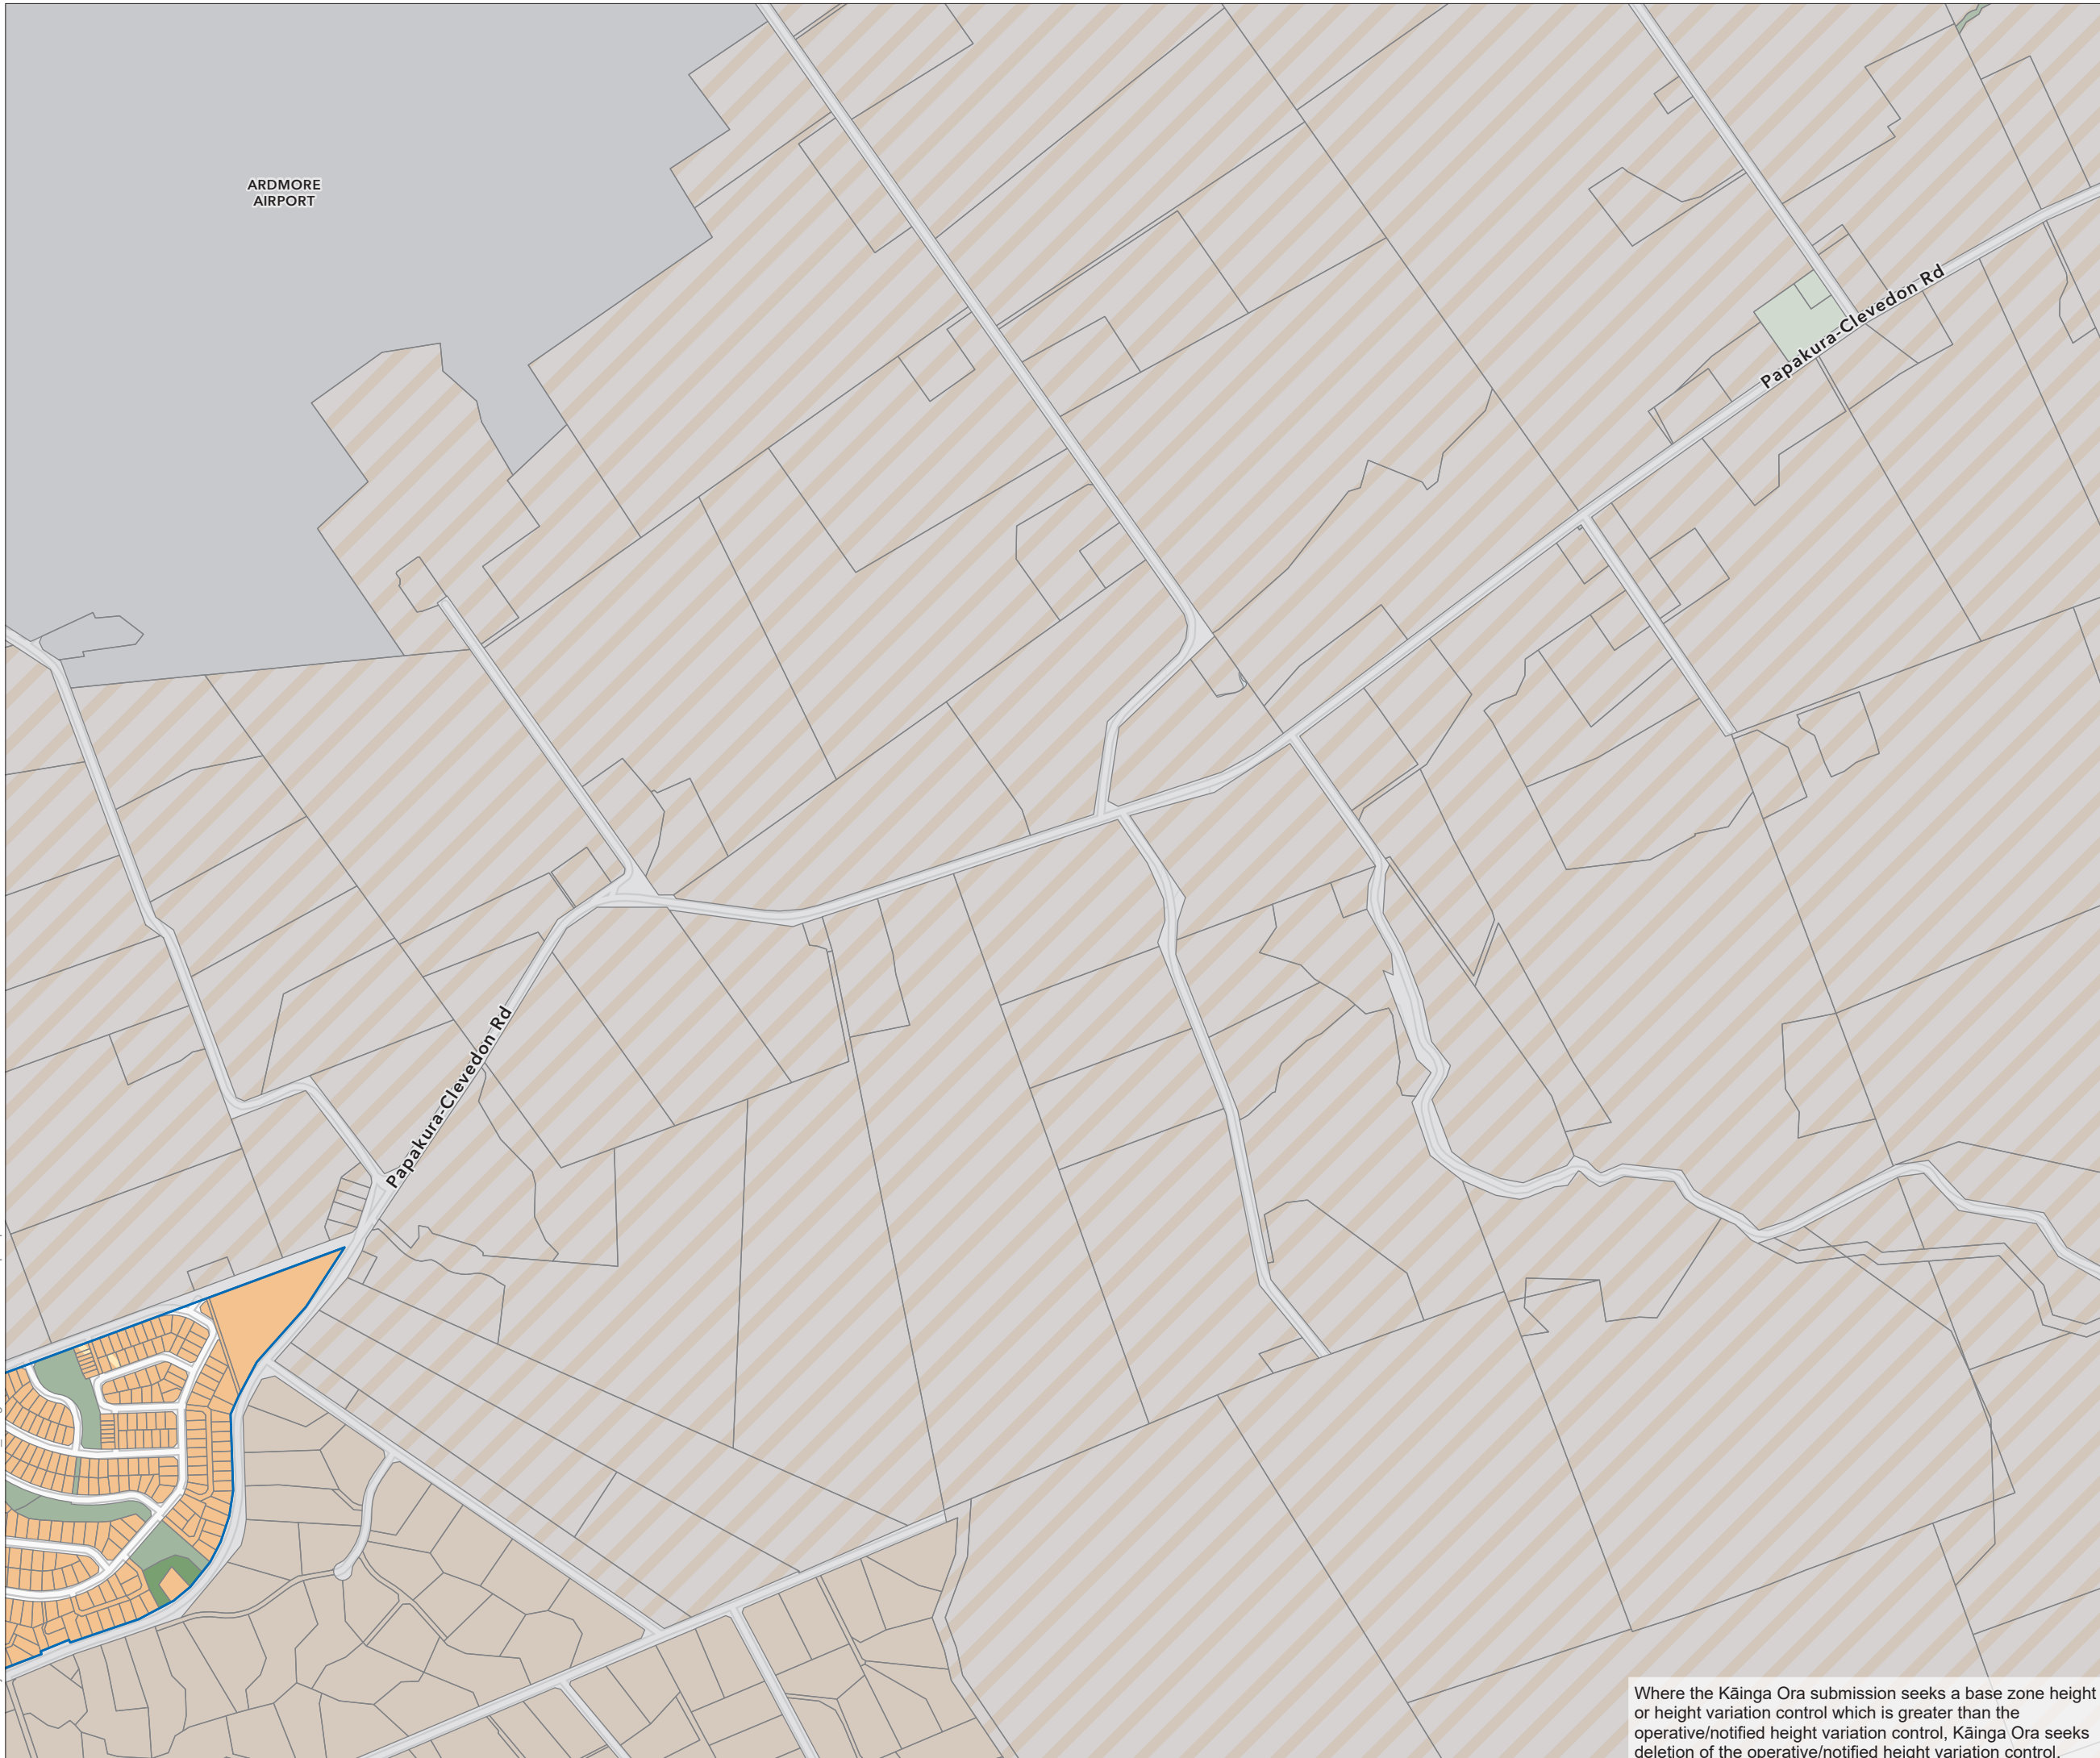 ARDMORE
AIRPORT
Papakura-Clevedon Rd
Papakura-Clevedon Rd
Where the Kāinga Ora submission seeks a base zone height
or height variation control which is greater than the
operative/notified height variation control, Kāinga Ora seeks
deletion of the operative/notified height variation control.